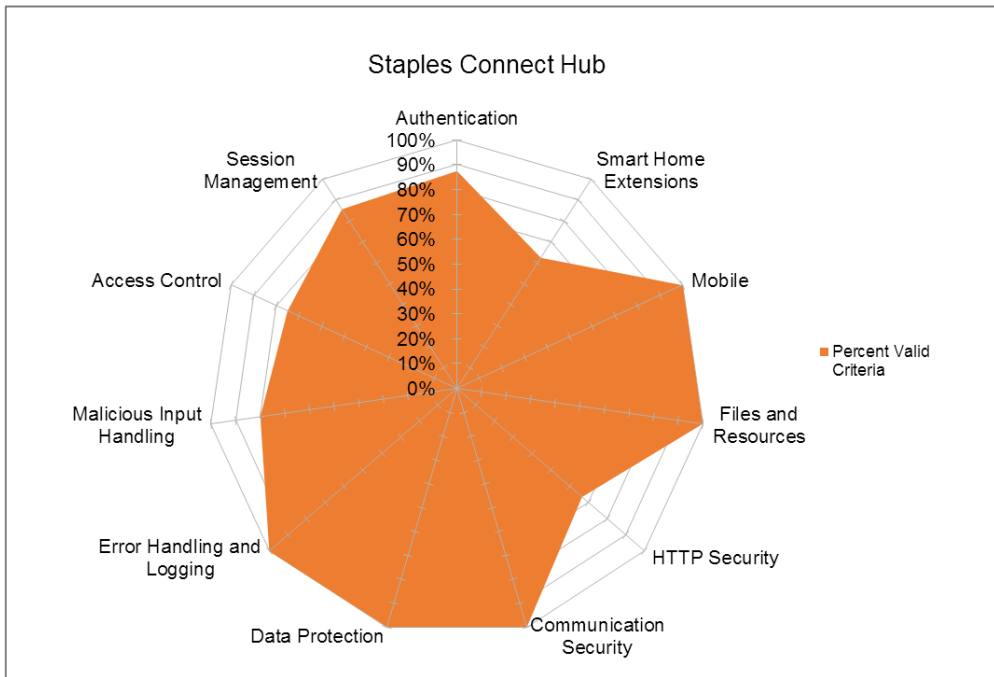 Staples Connect Hub
Authentication
100%
90%
80%
70%
60%
50%
40%
30%
20%
10%
0%
Smart Home
Extensions
Mobile
Files and
Resources
HTTP Security
Communication
Security
Data Protection
Error Handling and
Logging
Malicious Input
Handling
Access Control
Session
Management
Percent Valid
Criteria